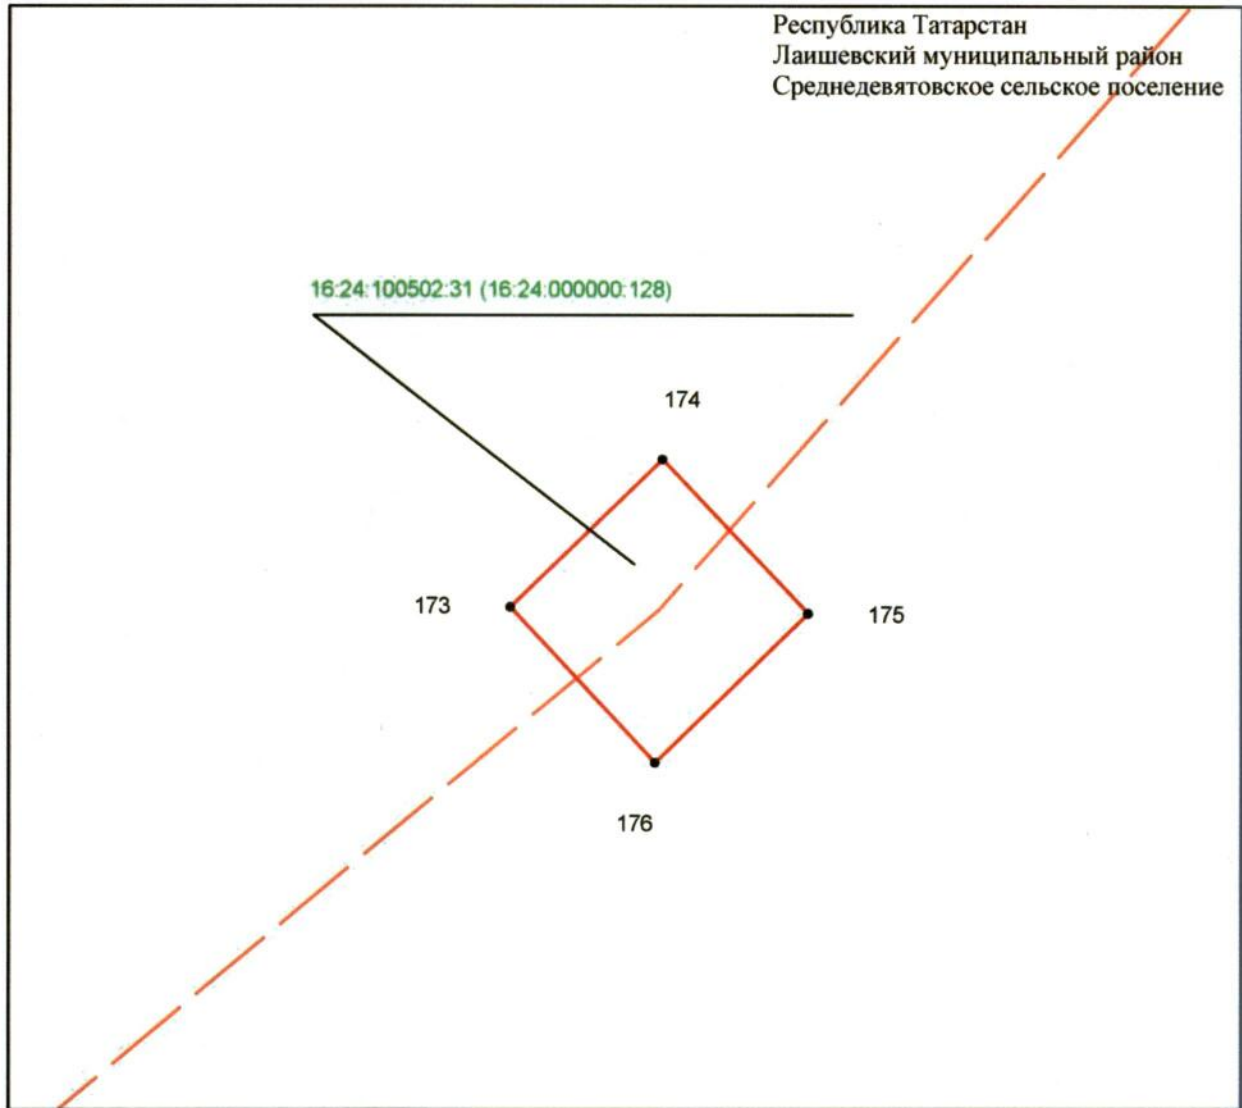 Республика Татарстан
Лаишевский муниципальный район
Среднедевятовское сельское поселение
16:24:100502:31 (16:24:000000:128)
174
173
175
176